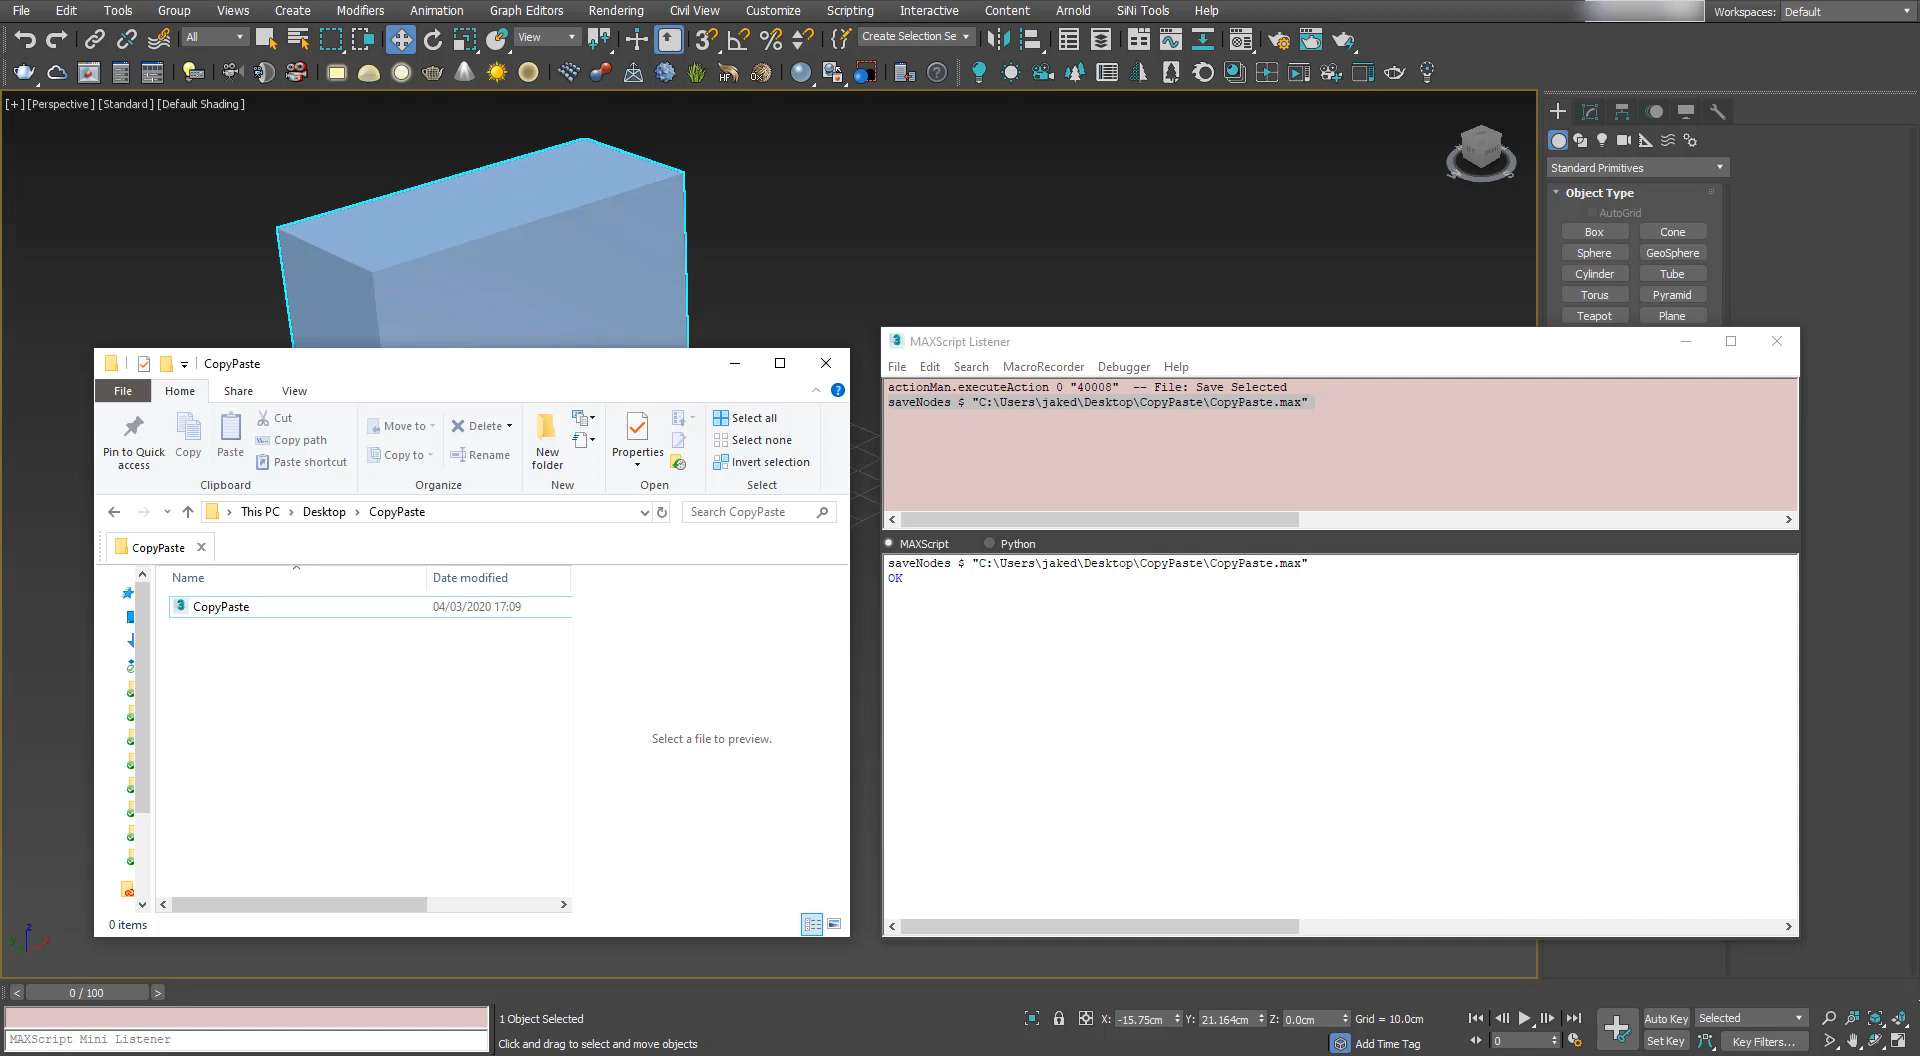 File Edit Tools Group Views Create Modifiers Animation Graph Editors Rendering Civil View Customize Scripting Interactive Content Arnold SiNi Tools Help Workspaces: Default
All View Create Selection Se
[+] [Perspective] [Standard] [Default Shading]
Standard Primitives
Object Type
AutoGrid
Box Cone
Sphere GeoSphere
Cylinder Tube
Torus Pyramid
Teapot Plane
CopyPaste
File Home Share View
Pin to Quick access
Copy
Paste
Cut
Copy path
Paste shortcut
Clipboard
Move to
Copy to
Delete
Rename
Organize
New folder
New
Properties
Open
Select all
Select none
Invert selection
Select
This PC Desktop CopyPaste
Search CopyPaste
CopyPaste
Name Date modified
CopyPaste 04/03/2020 17:09
Select a file to preview.
0 items
MAXScript Listener
File Edit Search MacroRecorder Debugger Help
actionMan.executeAction 0 "40008" -- File: Save Selected
saveNodes $ "C:\Users\jaked\Desktop\CopyPaste\CopyPaste.max"
MAXScript Python
saveNodes $ "C:\Users\jaked\Desktop\CopyPaste\CopyPaste.max"
OK
0 / 100
MAXScript Mini Listener
1 Object Selected
Click and drag to select and move objects
X: -15.75cm Y: 21.164cm Z: 0.0cm Grid = 10.0cm
Add Time Tag
0
Auto Key Selected
Set Key Key Filters...